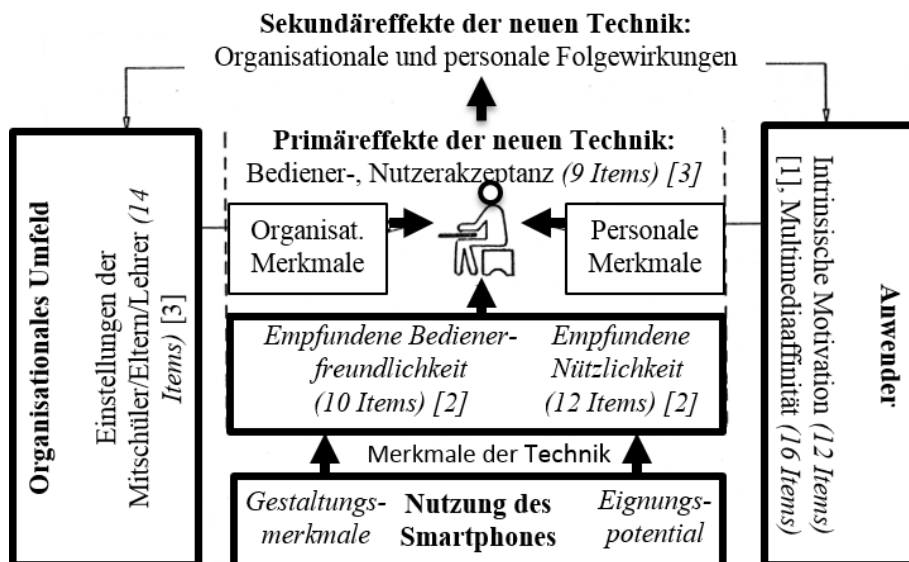 Sekundäreffekte der neuen Technik:
Organisationale und personale Folgewirkungen
Organisationales Umfeld
Einstellungen der
Mitschüler/Eltern/Lehrer (14
Items) [3]
Primäreffekte der neuen Technik:
Bediener-, Nutzerakzeptanz (9 Items) [3]
Organisat.
Merkmale
Personale
Merkmale
Empfundene Bediener-
freundlichkeit
(10 Items) [2]
Empfundene
Nützlichkeit
(12 Items) [2]
Merkmale der Technik
Gestaltungs-
merkmale
Nutzung des
Smartphones
Eignungs-
potential
Intrinsische Motivation (12 Items)
[1], Multimediaaffinität (16 Items)
Anwender